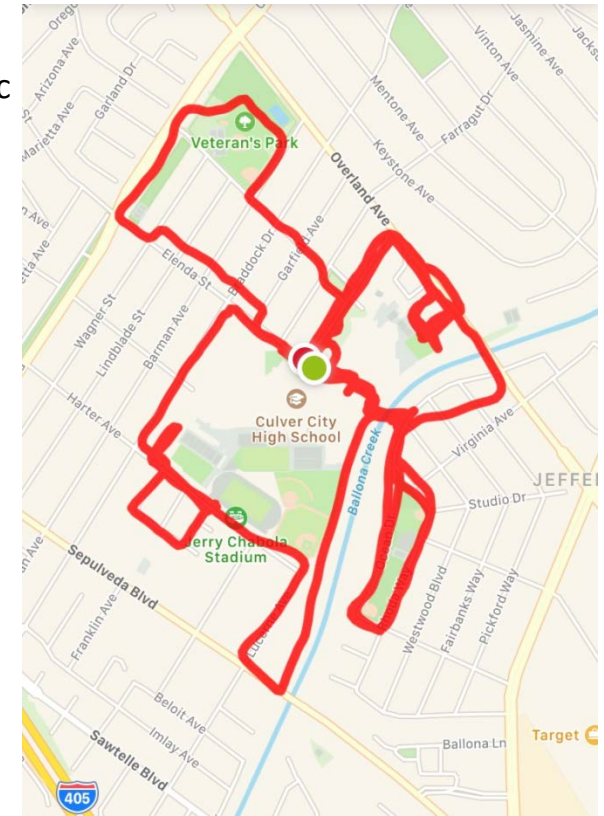 c
Arizona Ave
Garland Dr
Marietta Ave
Vinton Ave
Jasmine Ave
Mentone Ave
Farragut Dr
Keystone Ave
Veteran's Park
Overland Ave
Garfield Ave
Braddock Dr
Elenda St
Wagner St
Lindblade St
Barman Ave
Harter Ave
Culver City
High School
Ballona Creek
Virginia Ave
Studio Dr
Jerry Chabola
Stadium
Sepulveda Blvd
Franklin Ave
Ocean Dr
Westwood Blvd
Fairbanks Way
Pickford Way
Beloit Ave
Imlay Ave
Sawtelle Blvd
Ballona Ln
Target
405